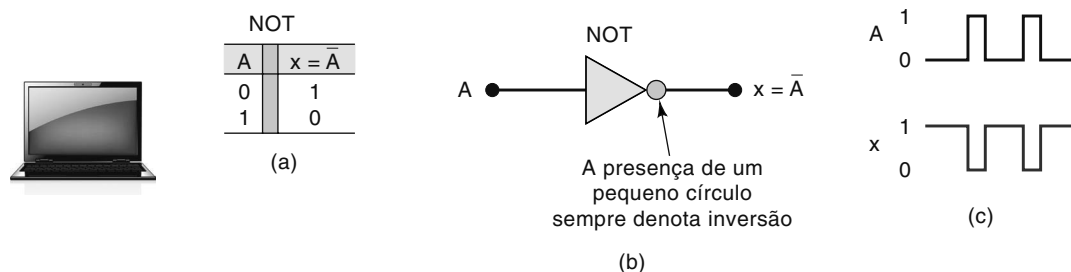 NOT
A x = A̅
0 1
1 0
(a)
NOT
A x = A̅
A presença de um
pequeno círculo
sempre denota inversão
(b)
1
A
0
1
x
0
(c)